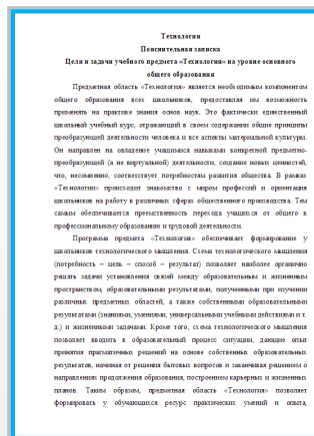 Технология
Пояснительная записка
Цели и задачи учебного предмета «Технология» на уровне основного
общего образования
Предметная область «Технология» является необходимым компонентом
общего образования всех школьников, предоставляя им возможность
применять на практике знания основ наук. Это фактически единственный
школьный учебный курс, отражающий в своем содержании общие принципы
преобразующей деятельности человека и все аспекты материальной культуры.
Он направлен на овладение учащимися навыками конкретной предметно-
преобразующей (а не виртуальной) деятельности, создание новых ценностей,
что, несомненно, соответствует потребностям развития общества. В рамках
«Технологии» происходит знакомство с миром профессий и ориентация
школьников на работу в различных сферах общественного производства. Тем
самым обеспечивается преемственность перехода учащихся от общего к
профессиональному образованию и трудовой деятельности.
Программа предмета «Технология» обеспечивает формирование у
школьников технологического мышления. Схема технологического мышления
(потребность – цель – способ – результат) позволяет наиболее органично
решать задачи установления связей между образовательным и жизненным
пространством, образовательными результатами, полученными при изучении
различных предметных областей, а также собственными образовательными
результатами (знаниями, умениями, универсальными учебными действиями и т.
д.) и жизненными задачами. Кроме того, схема технологического мышления
позволяет вводить в образовательный процесс ситуации, дающие опыт
принятия прагматичных решений на основе собственных образовательных
результатов, начиная от решения бытовых вопросов и заканчивая решением о
направлениях продолжения образования, построением карьерных и жизненных
планов. Таким образом, предметная область «Технология» позволяет
формировать у обучающихся ресурс практических умений и опыта,